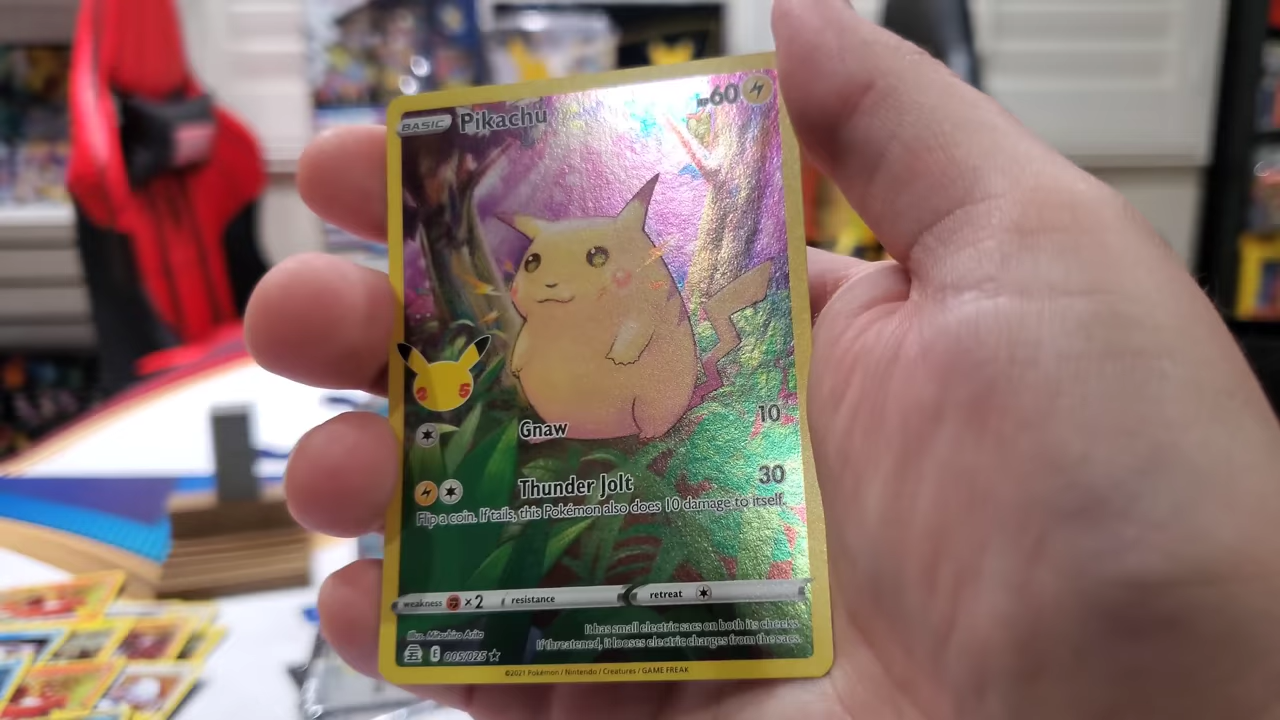 BASIC Pikachu HP60
25
Gnaw 10
Thunder Jolt 30
Flip a coin. If tails, this Pokémon also does 10 damage to itself.
weakness ×2 resistance retreat
Illus. Mitsuhiro Arita
It has small electric sacs on both its cheeks.
If threatened, it looses electric charges from the sacs.
E 005/025 ★
©2021 Pokémon / Nintendo / Creatures / GAME FREAK